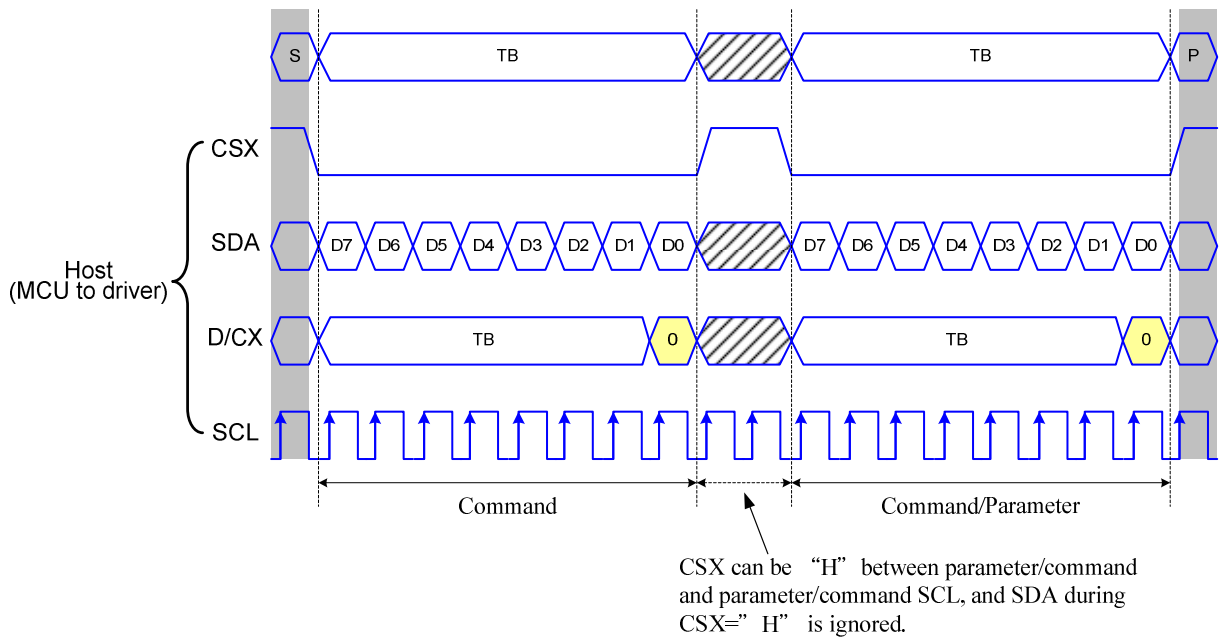 S TB TB P
CSX
SDA D7 D6 D5 D4 D3 D2 D1 D0 D7 D6 D5 D4 D3 D2 D1 D0
Host
(MCU to driver)
D/CX TB 0 TB 0
SCL
Command Command/Parameter
CSX can be “H” between parameter/command
and parameter/command SCL, and SDA during
CSX=”H” is ignored.